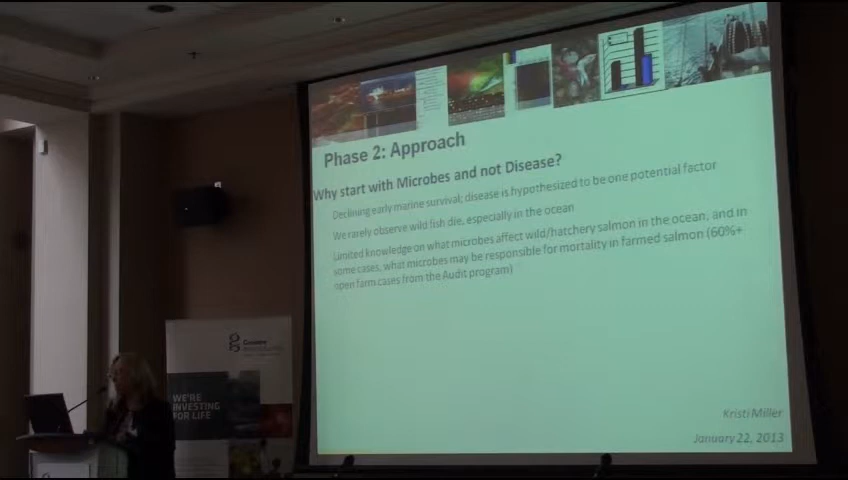 Phase 2: Approach
Why start with Microbes and not Disease?
Declining early marine survival; disease is hypothesized to be one potential factor
We rarely observe wild fish die, especially in the ocean
Limited knowledge on what microbes affect wild/hatchery salmon in the ocean, and in
some cases, what microbes may be responsible for mortality in farmed salmon (60%+
open farm cases from the Audit program)
Kristi Miller
January 22, 2013
Genome
WE'RE
INVESTING
FOR LIFE